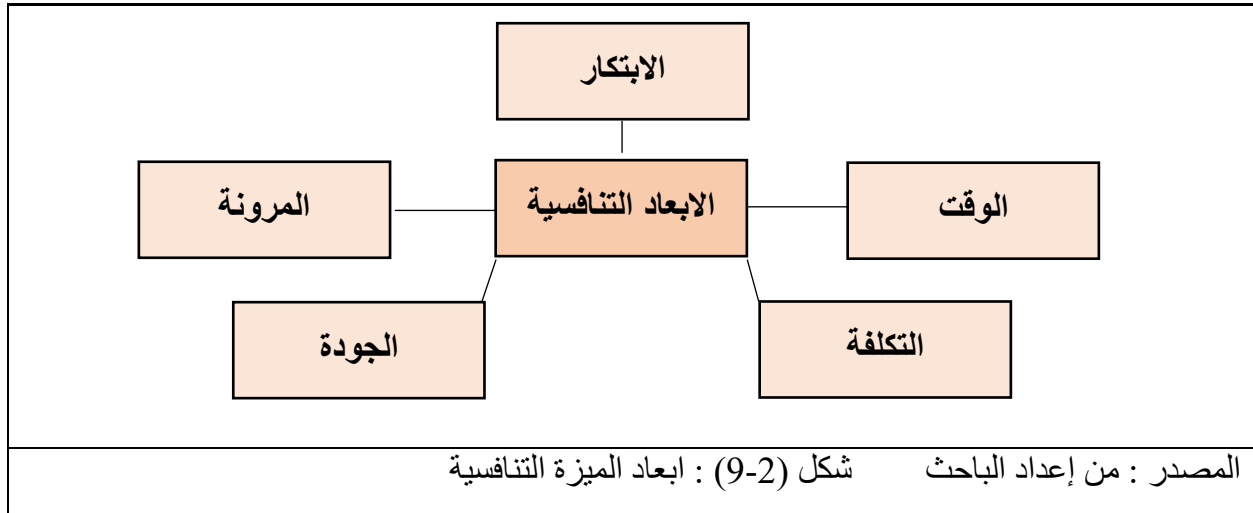 الابتكار
الوقت
الابعاد التنافسية
المرونة
التكلفة
الجودة
المصدر : من إعداد الباحث شكل (2-9) : ابعاد الميزة التنافسية